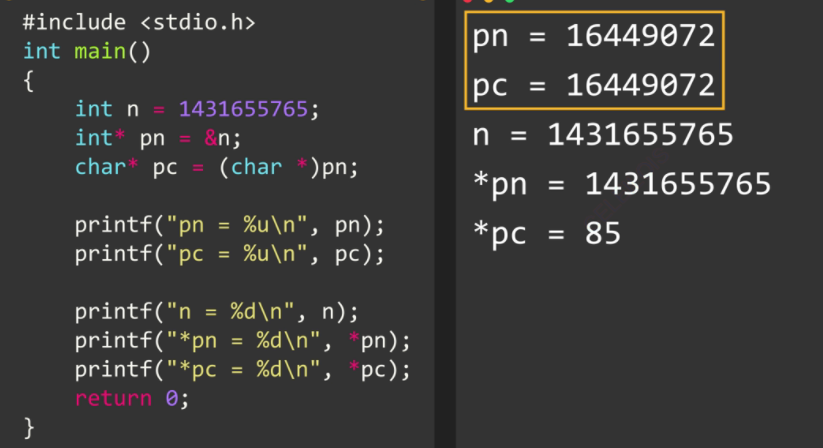 #include <stdio.h>
int main()
{
    int n = 1431655765;
    int* pn = &n;
    char* pc = (char *)pn;

    printf("pn = %u\n", pn);
    printf("pc = %u\n", pc);

    printf("n = %d\n", n);
    printf("*pn = %d\n", *pn);
    printf("*pc = %d\n", *pc);
    return 0;
}
pn = 16449072
pc = 16449072
n = 1431655765
*pn = 1431655765
*pc = 85